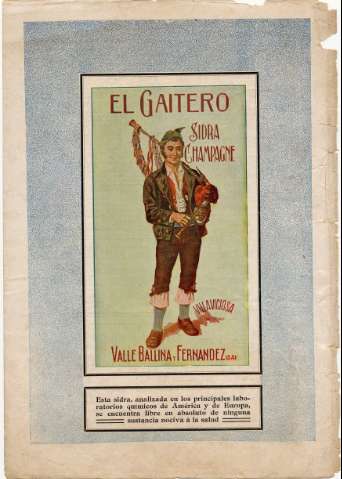 EL GAITERO
SIDRA
CHAMPAGNE
VILLAVICIOSA
VALLE BALLINA Y FERNANDEZ
Esta sidra, analizada en los principales labo-
ratorios químicos de América y de Europa,
se encuentra libre en absoluto de ninguna
sustancia nociva á la salud